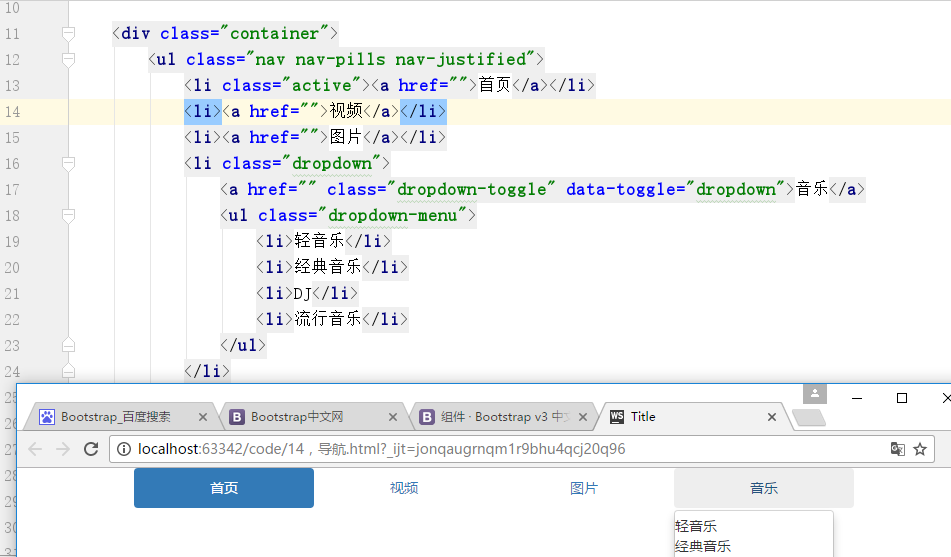 10
11 <div class="container">
12 <ul class="nav nav-pills nav-justified">
13 <li class="active"><a href="">首页</a></li>
14 <li><a href="">视频</a></li>
15 <li><a href="">图片</a></li>
16 <li class="dropdown">
17 <a href="" class="dropdown-toggle" data-toggle="dropdown">音乐</a>
18 <ul class="dropdown-menu">
19 <li>轻音乐</li>
20 <li>经典音乐</li>
21 <li>DJ</li>
22 <li>流行音乐</li>
23 </ul>
24 </li>
Bootstrap_百度搜索 Bootstrap中文网 组件 · Bootstrap v3 中文 WS Title
localhost:63342/code/14，导航.html?_ijt=jonqaugrnqm1r9bhu4qcj20q96
首页 视频 图片 音乐
轻音乐
经典音乐